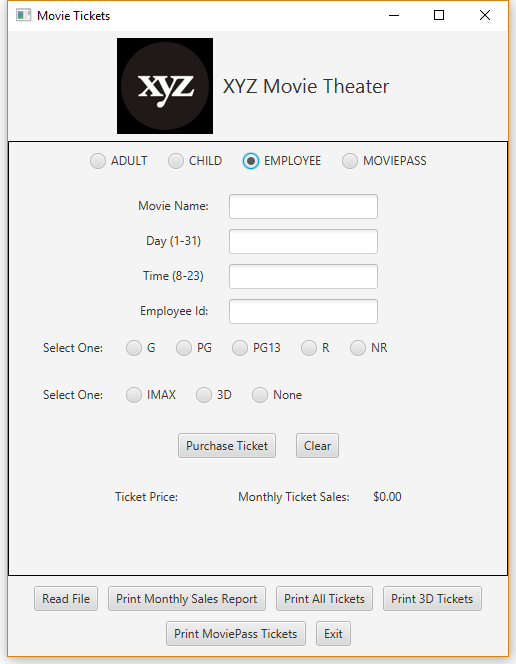 Movie Tickets
xyz
XYZ Movie Theater
ADULT CHILD EMPLOYEE MOVIEPASS
Movie Name:
Day (1-31)
Time (8-23)
Employee Id:
Select One: G PG PG13 R NR
Select One: IMAX 3D None
Purchase Ticket Clear
Ticket Price: Monthly Ticket Sales: $0.00
Read File Print Monthly Sales Report Print All Tickets Print 3D Tickets
Print MoviePass Tickets Exit